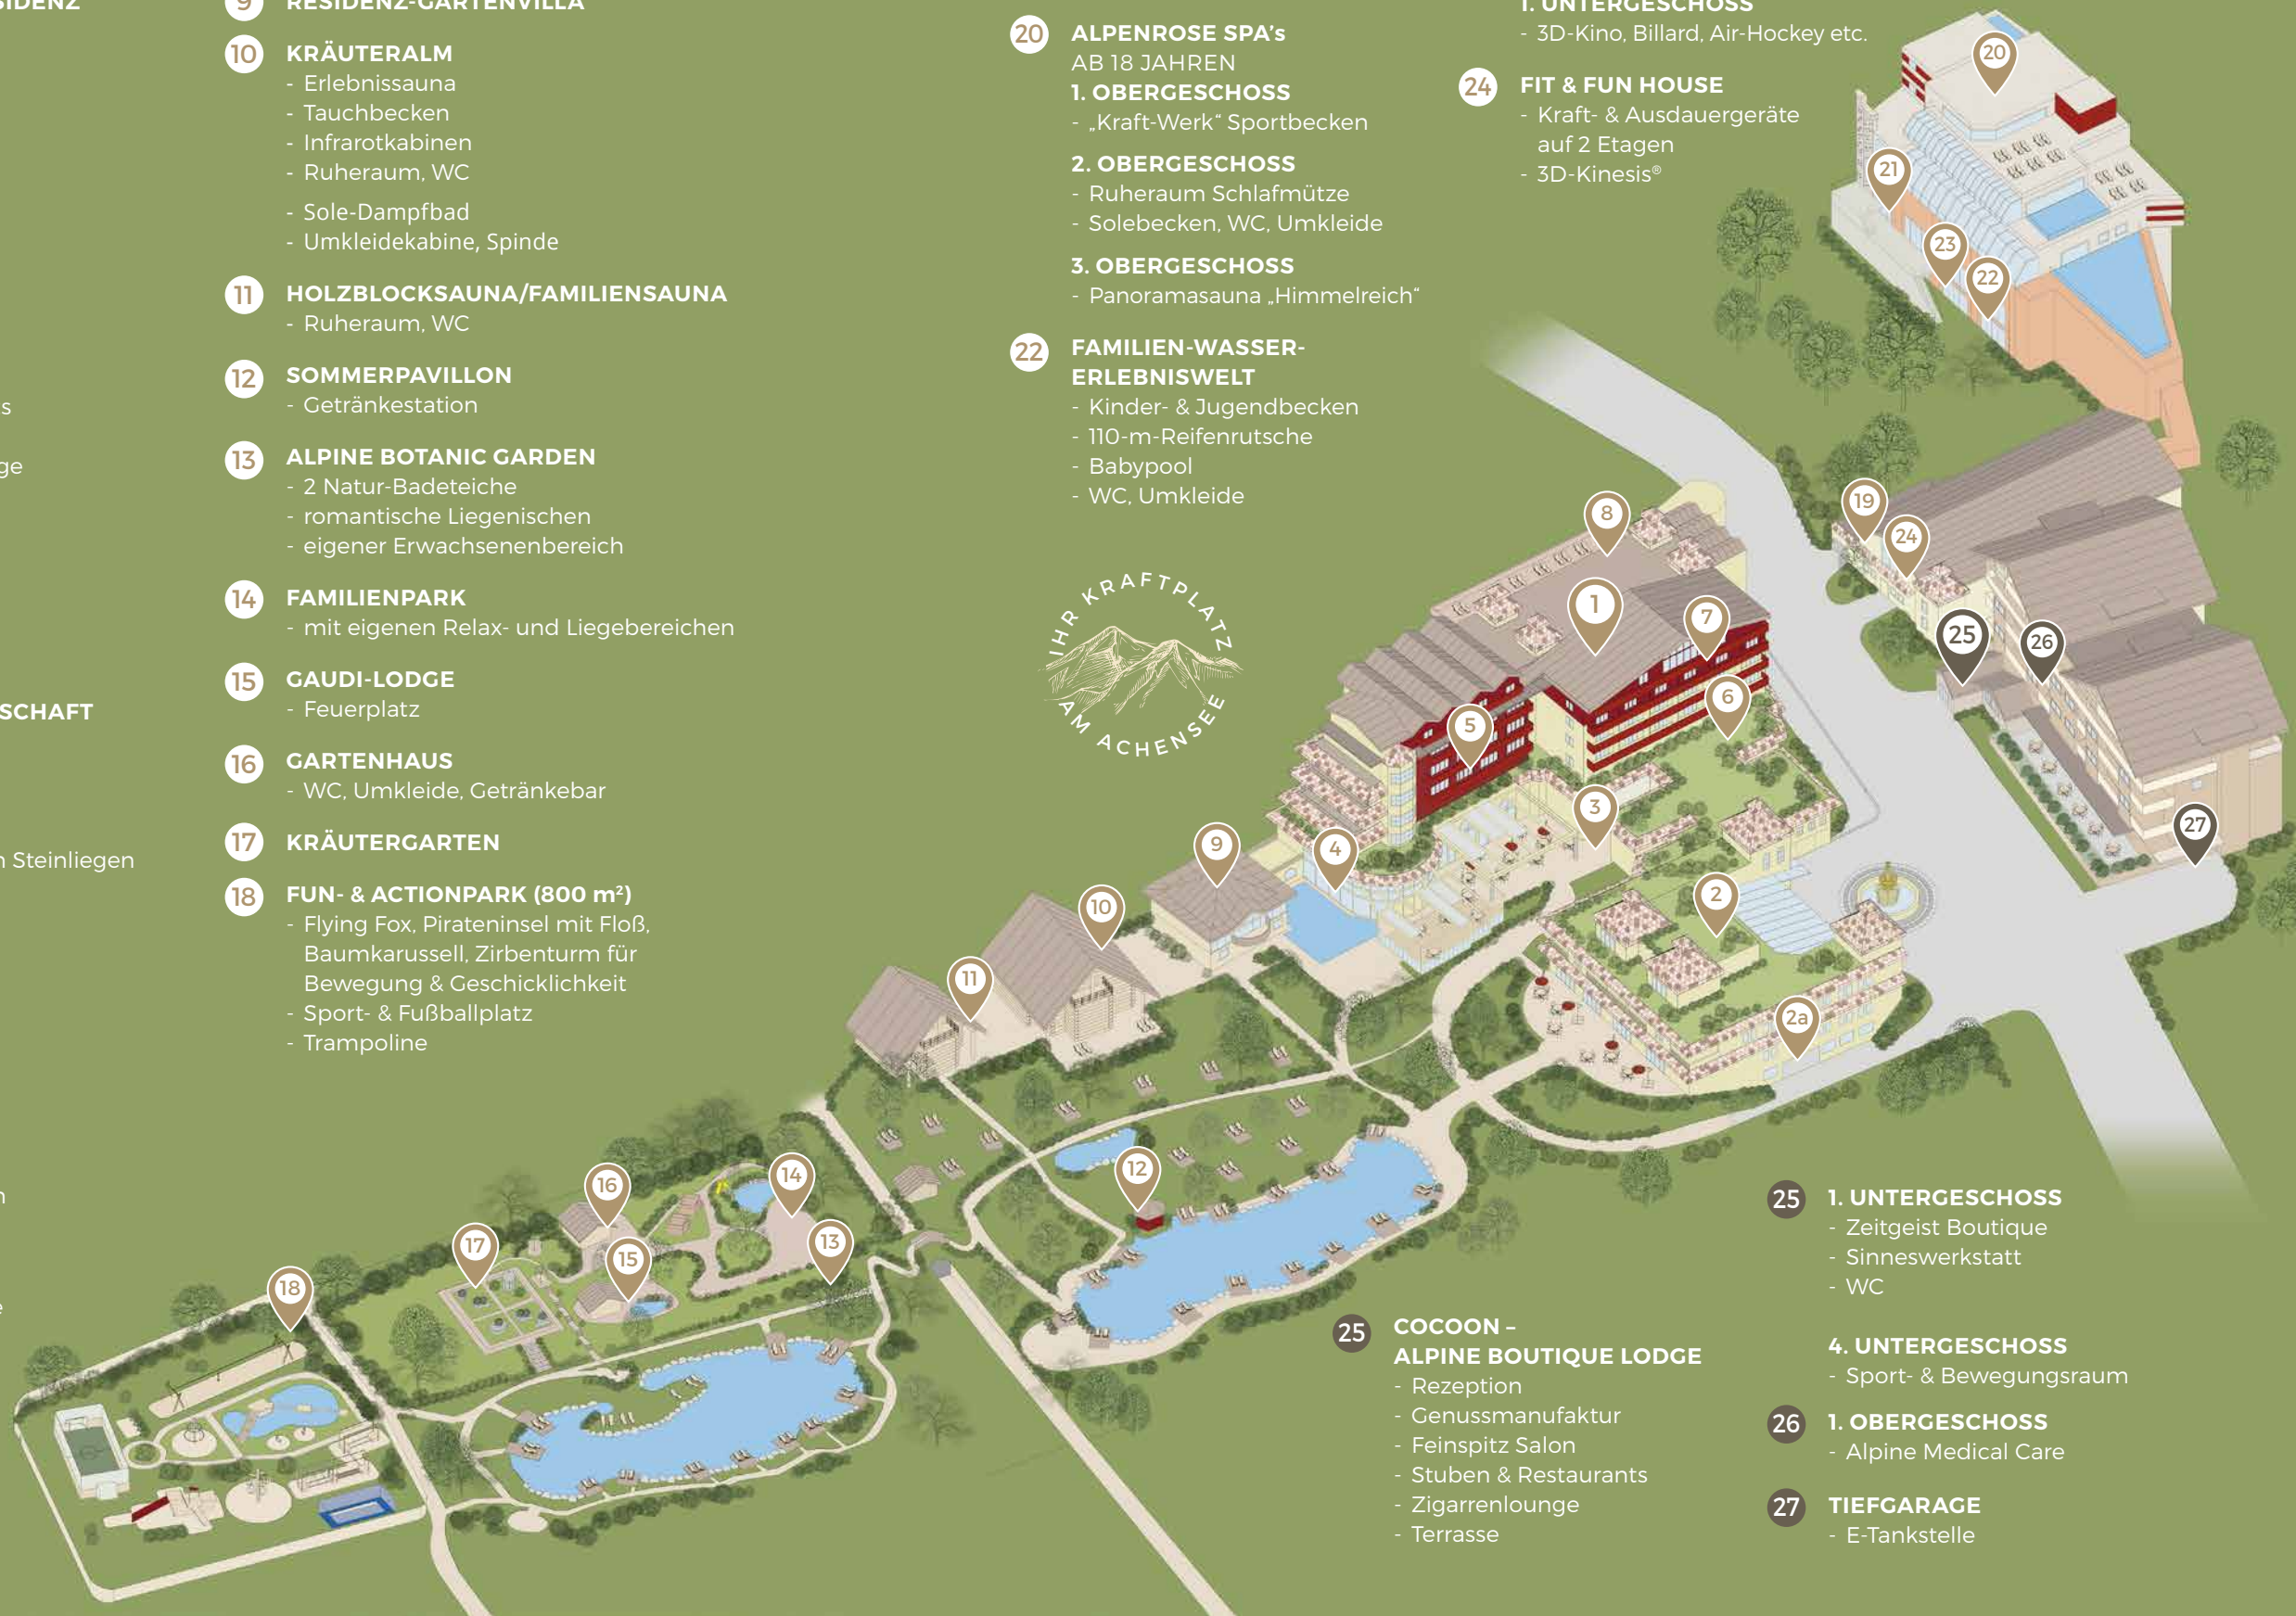 SIDENZ
s
ge
SCHAFT
Steinliegen
9 RESIDENZ-GARTENVILLA
10 KRÄUTERALM
- Erlebnissauna
- Tauchbecken
- Infrarotkabinen
- Ruheraum, WC
- Sole-Dampfbad
- Umkleidekabine, Spinde
11 HOLZBLOCKSAUNA/FAMILIENSAUNA
- Ruheraum, WC
12 SOMMERPAVILLON
- Getränkestation
13 ALPINE BOTANIC GARDEN
- 2 Natur-Badeteiche
- romantische Liegenischen
- eigener Erwachsenenbereich
14 FAMILIENPARK
- mit eigenen Relax- und Liegebereichen
15 GAUDI-LODGE
- Feuerplatz
16 GARTENHAUS
- WC, Umkleide, Getränkebar
17 KRÄUTERGARTEN
18 FUN- & ACTIONPARK (800 m²)
- Flying Fox, Pirateninsel mit Floß,
Baumkarussell, Zirbenturm für
Bewegung & Geschicklichkeit
- Sport- & Fußballplatz
- Trampoline
20 ALPENROSE SPA's
AB 18 JAHREN
1. OBERGESCHOSS
- „Kraft-Werk“ Sportbecken
2. OBERGESCHOSS
- Ruheraum Schlafmütze
- Solebecken, WC, Umkleide
3. OBERGESCHOSS
- Panoramasauna „Himmelreich“
22 FAMILIEN-WASSER-
ERLEBNISWELT
- Kinder- & Jugendbecken
- 110-m-Reifenrutsche
- Babypool
- WC, Umkleide
1. UNTERGESCHOSS
- 3D-Kino, Billard, Air-Hockey etc.
24 FIT & FUN HOUSE
- Kraft- & Ausdauergeräte
auf 2 Etagen
- 3D-Kinesis®
IHR KRAFTPLATZ
AM ACHENSEE
20
21
23
22
19
24
8
1
7
25
26
6
5
3
27
9
4
2
10
11
2a
12
14
16
13
17
15
18
25 COCOON –
ALPINE BOUTIQUE LODGE
- Rezeption
- Genussmanufaktur
- Feinspitz Salon
- Stuben & Restaurants
- Zigarrenlounge
- Terrasse
25 1. UNTERGESCHOSS
- Zeitgeist Boutique
- Sinneswerkstatt
- WC
4. UNTERGESCHOSS
- Sport- & Bewegungsraum
26 1. OBERGESCHOSS
- Alpine Medical Care
27 TIEFGARAGE
- E-Tankstelle